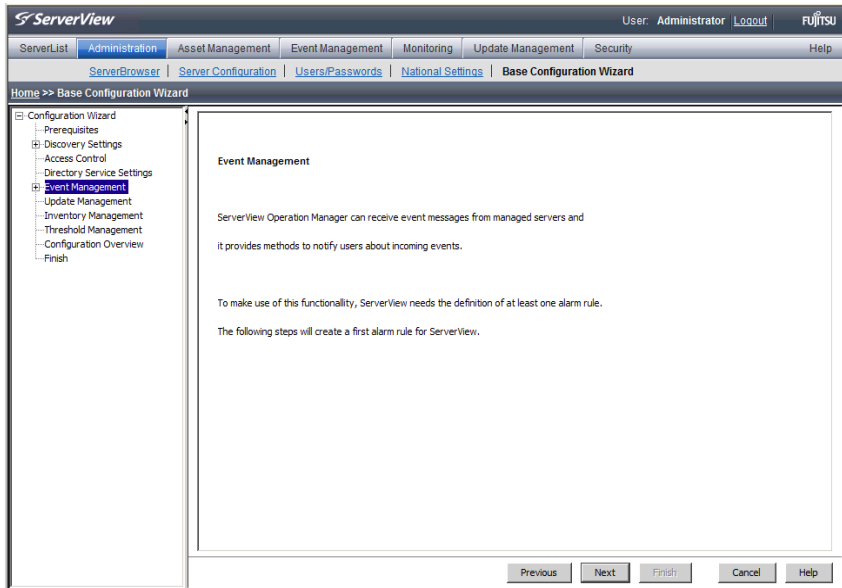 ServerView
User: Administrator Logout
FUJITSU
ServerList Administration Asset Management Event Management Monitoring Update Management Security Help
ServerBrowser | Server Configuration | Users/Passwords | National Settings | Base Configuration Wizard
Home >> Base Configuration Wizard
Configuration Wizard
Prerequisites
Discovery Settings
Access Control
Directory Service Settings
Event Management
Update Management
Inventory Management
Threshold Management
Configuration Overview
Finish
Event Management
ServerView Operation Manager can receive event messages from managed servers and
it provides methods to notify users about incoming events.
To make use of this functionallity, ServerView needs the definition of at least one alarm rule.
The following steps will create a first alarm rule for ServerView.
Previous Next Finish Cancel Help